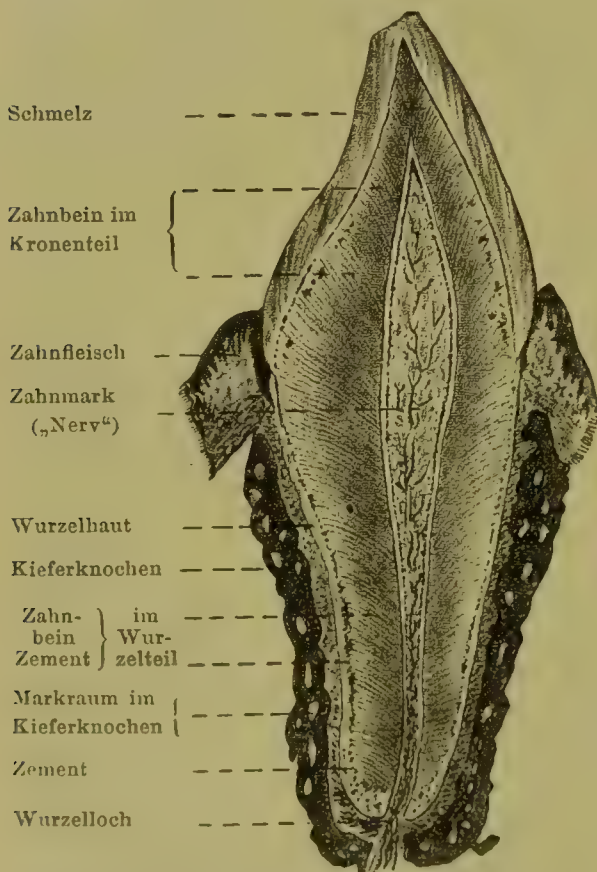 Schmelz
Zahnbein im
Kronenteil
Zahnfleisch
Zahnmark
(„Nerv“)
Wurzelhaut
Kieferknochen
Zahn- im
bein Wur-
Zement zelteil
Markraum im
Kieferknochen
Zement
Wurzelloch